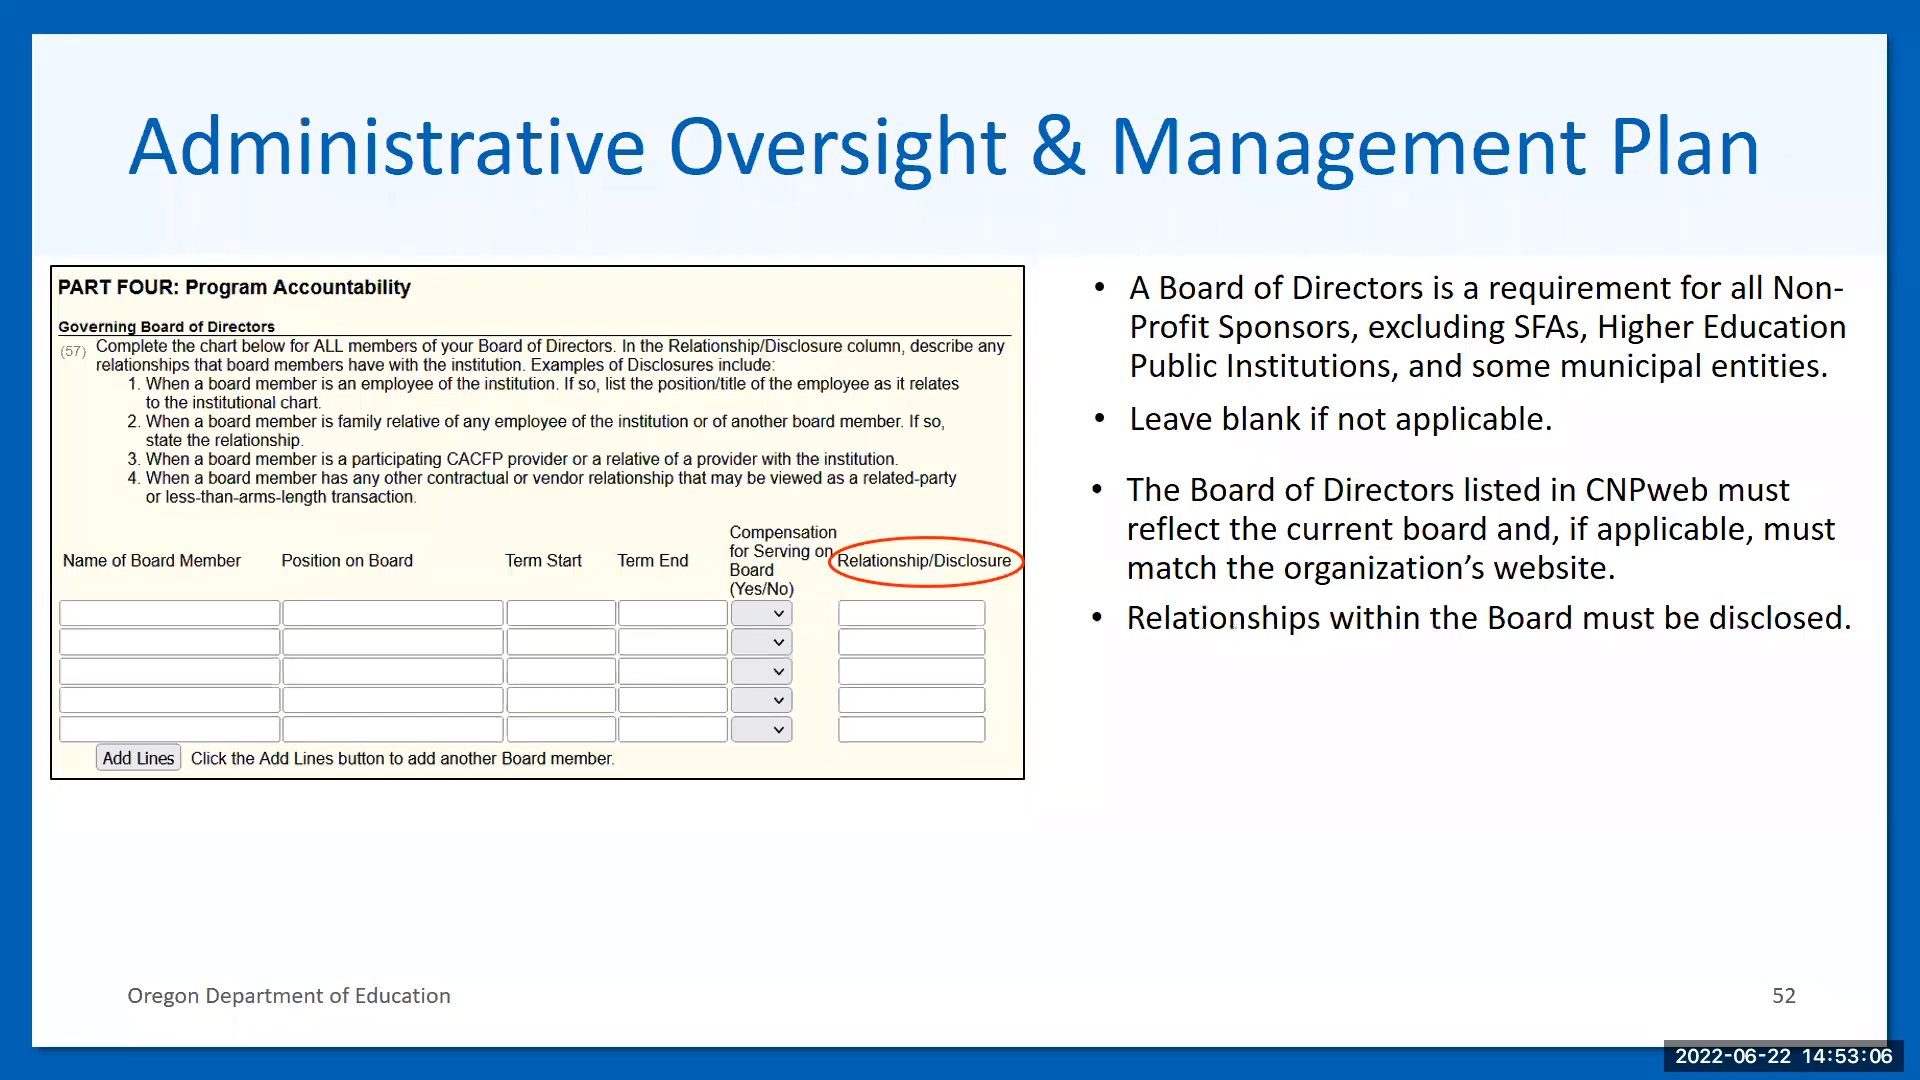 Administrative Oversight & Management Plan
PART FOUR: Program Accountability
Governing Board of Directors
(57) Complete the chart below for ALL members of your Board of Directors. In the Relationship/Disclosure column, describe any
relationships that board members have with the institution. Examples of Disclosures include:
1. When a board member is an employee of the institution. If so, list the position/title of the employee as it relates
to the institutional chart.
2. When a board member is family relative of any employee of the institution or of another board member. If so,
state the relationship.
3. When a board member is a participating CACFP provider or a relative of a provider with the institution.
4. When a board member has any other contractual or vendor relationship that may be viewed as a related-party
or less-than-arms-length transaction.
Name of Board Member
Position on Board
Term Start
Term End
Compensation
for Serving on
Board
(Yes/No)
Relationship/Disclosure
Add Lines Click the Add Lines button to add another Board member.
• A Board of Directors is a requirement for all Non-
Profit Sponsors, excluding SFAs, Higher Education
Public Institutions, and some municipal entities.
• Leave blank if not applicable.
• The Board of Directors listed in CNPweb must
reflect the current board and, if applicable, must
match the organization’s website.
• Relationships within the Board must be disclosed.
Oregon Department of Education
52
2022-06-22 14:53:06